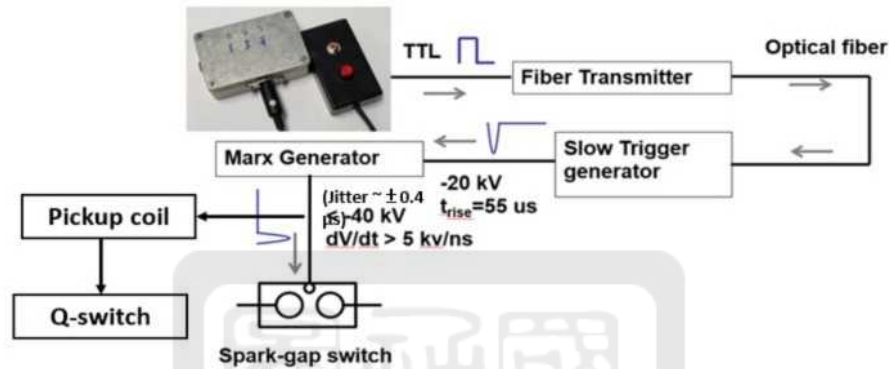 TTL
Optical fiber
Fiber Transmitter
Slow Trigger
generator
Marx Generator
-20 kV
t_rise=55 us
(Jitter ~ ±0.4
μs)
< -40 kV
dV/dt > 5 kv/ns
Pickup coil
Q-switch
Spark-gap switch